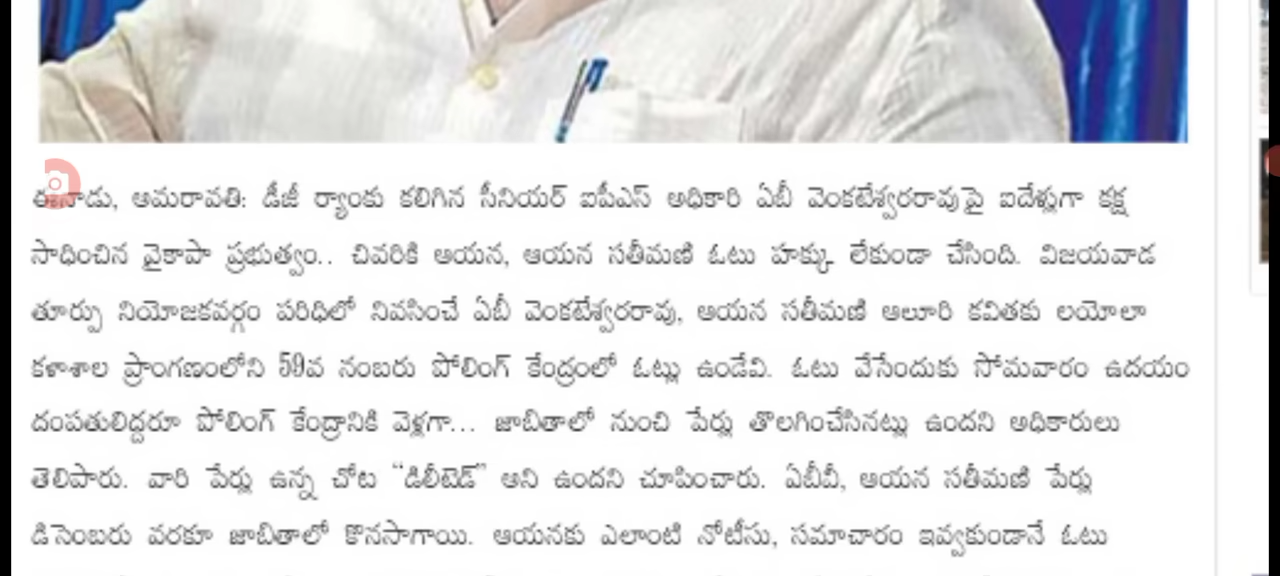 ఈనాడు, అమరావతి: డీజీ ర్యాంకు కలిగిన సీనియర్ ఐపీఎస్ అధికారి ఏబీ వెంకటేశ్వరరావుపై ఐదేళ్లుగా కక్ష
సాధించిన వైకాపా ప్రభుత్వం.. చివరికి ఆయన, ఆయన సతీమణి ఓటు హక్కు లేకుండా చేసింది. విజయవాడ
తూర్పు నియోజకవర్గం పరిధిలో నివసించే ఏబీ వెంకటేశ్వరరావు, ఆయన సతీమణి ఆలూరి కవితకు లయోలా
కళాశాల ప్రాంగణంలోని 59వ నంబరు పోలింగ్ కేంద్రంలో ఓట్లు ఉండేవి. ఓటు వేసేందుకు సోమవారం ఉదయం
దంపతులిద్దరూ పోలింగ్ కేంద్రానికి వెళ్లగా... జాబితాలో నుంచి పేర్లు తొలగించేసినట్లు ఉందని అధికారులు
తెలిపారు. వారి పేర్లు ఉన్న చోట “డిలీటెడ్” అని ఉందని చూపించారు. ఏబీవీ, ఆయన సతీమణి పేర్లు
డిసెంబరు వరకూ జాబితాలో కొనసాగాయి. ఆయనకు ఎలాంటి నోటీసు, సమాచారం ఇవ్వకుండానే ఓటు